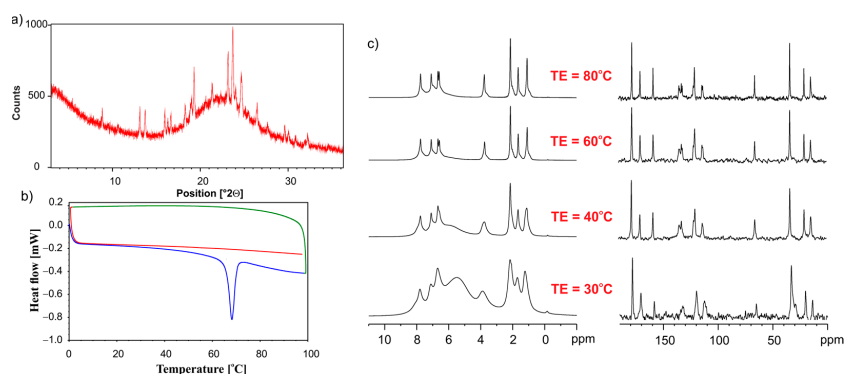 a)
1000
500
0
Counts
10
20
30
Position [°2Θ]
b)
0.2
0.0
−0.2
−0.4
−0.6
−0.8
−1.0
Heat flow [mW]
0
20
40
60
80
100
Temperature [°C]
c)
TE = 80°C
TE = 60°C
TE = 40°C
TE = 30°C
10 8 6 4 2 0 ppm
150 100 50 ppm